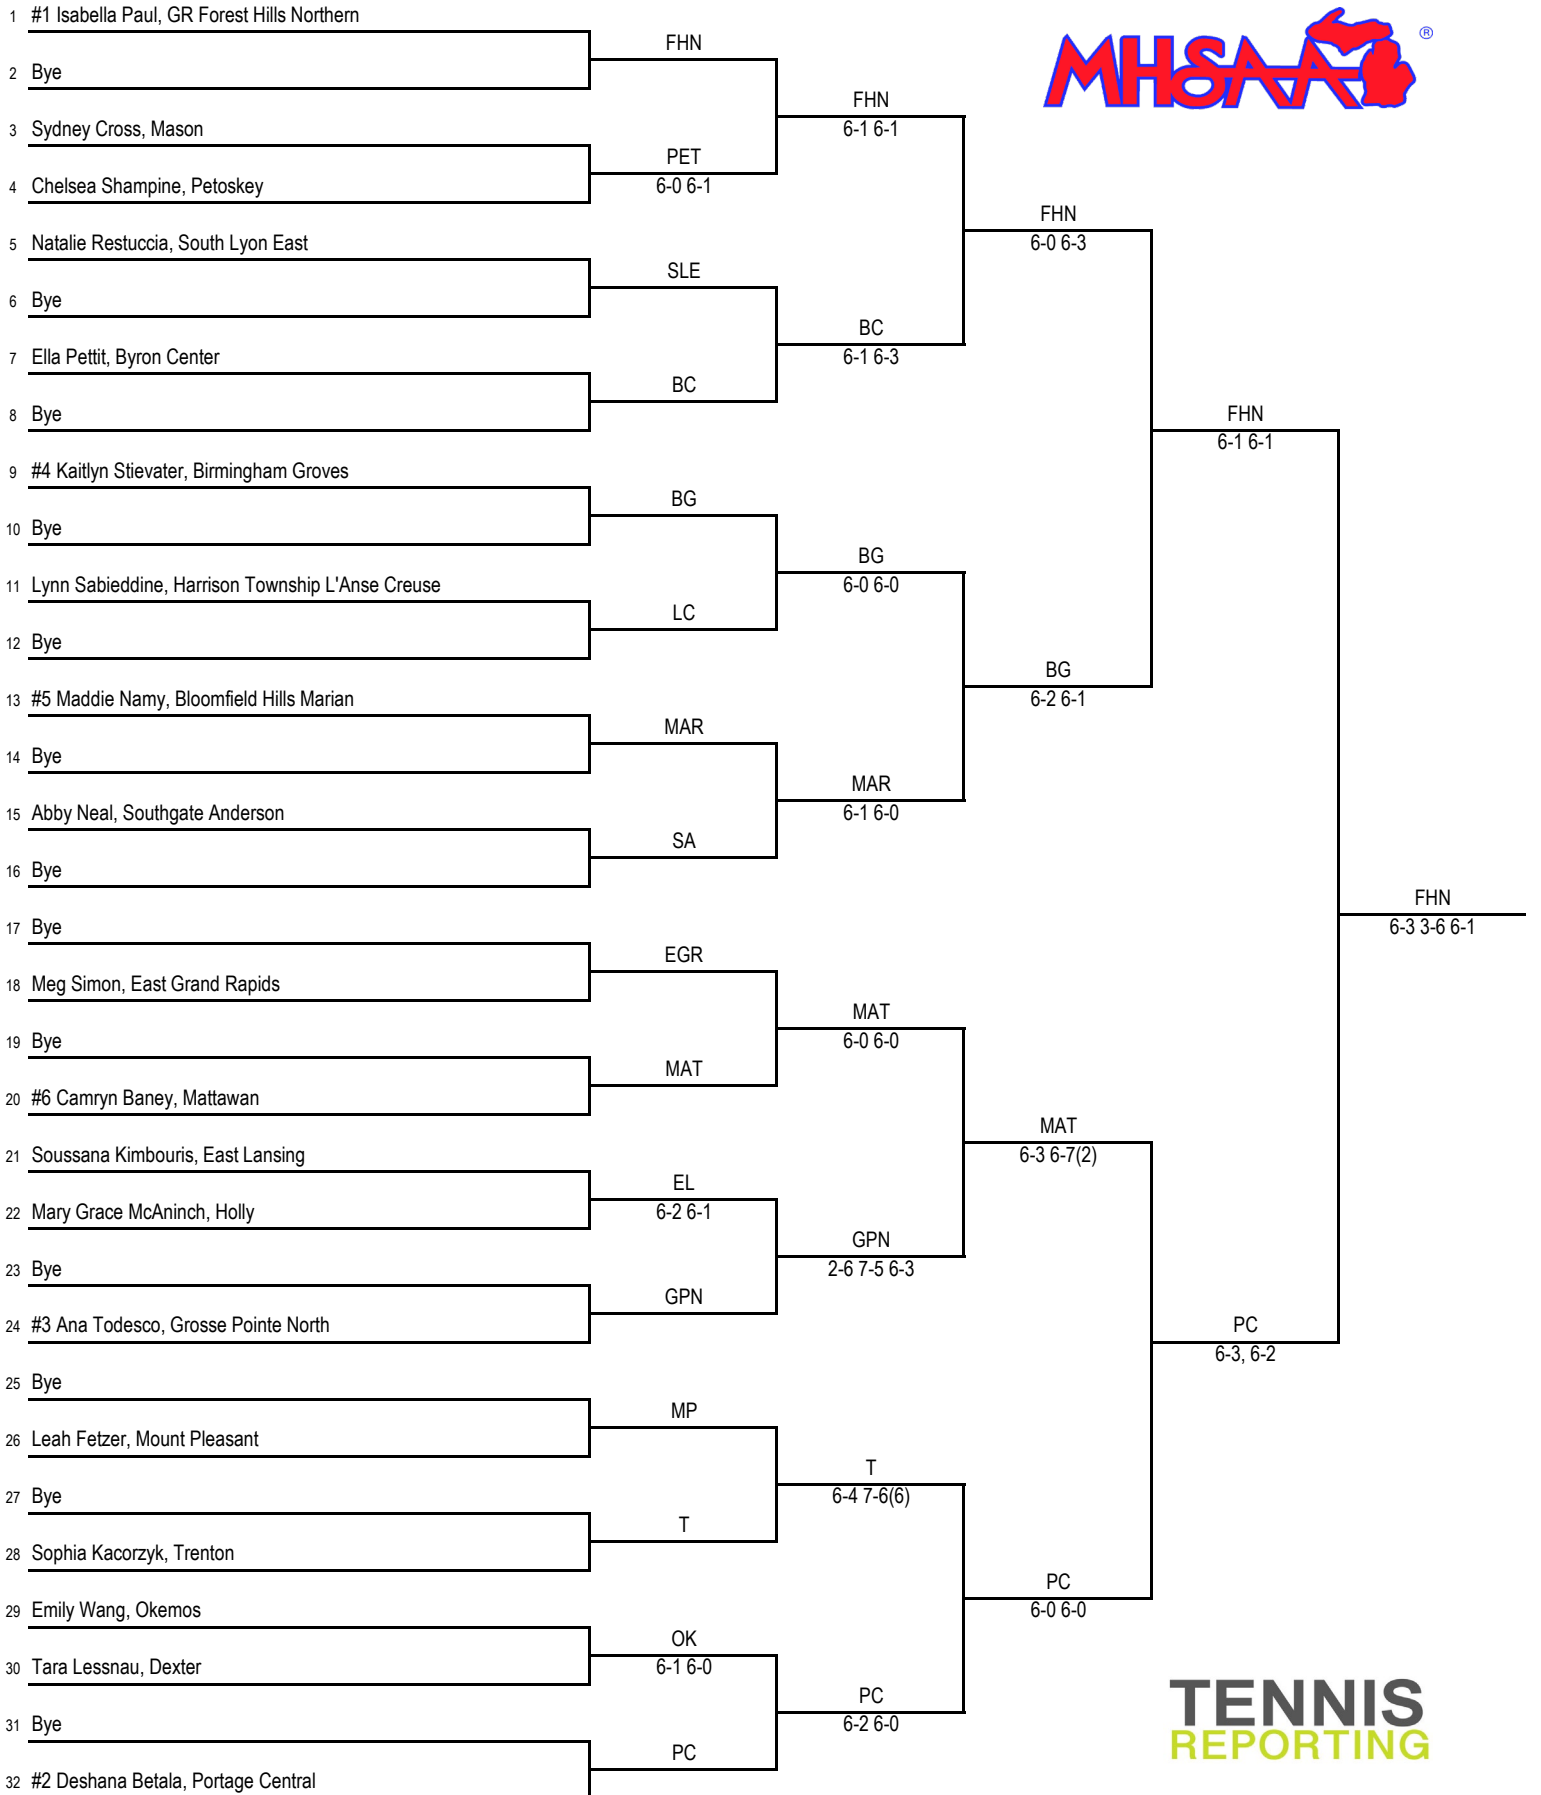 1 #1 Isabella Paul, GR Forest Hills Northern
FHN
2 Bye
FHN
6-1 6-1
3 Sydney Cross, Mason
PET
6-0 6-1
4 Chelsea Shampine, Petoskey
FHN
6-0 6-3
5 Natalie Restuccia, South Lyon East
SLE
6 Bye
BC
6-1 6-3
7 Ella Pettit, Byron Center
BC
8 Bye
FHN
6-1 6-1
9 #4 Kaitlyn Stievater, Birmingham Groves
BG
10 Bye
BG
6-0 6-0
11 Lynn Sabieddine, Harrison Township L'Anse Creuse
LC
12 Bye
BG
6-2 6-1
13 #5 Maddie Namy, Bloomfield Hills Marian
MAR
14 Bye
MAR
6-1 6-0
15 Abby Neal, Southgate Anderson
SA
16 Bye
FHN
6-3 3-6 6-1
17 Bye
EGR
18 Meg Simon, East Grand Rapids
MAT
6-0 6-0
19 Bye
MAT
20 #6 Camryn Baney, Mattawan
MAT
6-3 6-7(2)
21 Soussana Kimbouris, East Lansing
EL
6-2 6-1
22 Mary Grace McAninch, Holly
GPN
2-6 7-5 6-3
23 Bye
GPN
24 #3 Ana Todesco, Grosse Pointe North
PC
6-3, 6-2
25 Bye
MP
26 Leah Fetzer, Mount Pleasant
T
6-4 7-6(6)
27 Bye
T
28 Sophia Kacorzyk, Trenton
PC
6-0 6-0
29 Emily Wang, Okemos
OK
6-1 6-0
30 Tara Lessnau, Dexter
PC
6-2 6-0
31 Bye
PC
32 #2 Deshana Betala, Portage Central
MHSAA ®
TENNIS
REPORTING